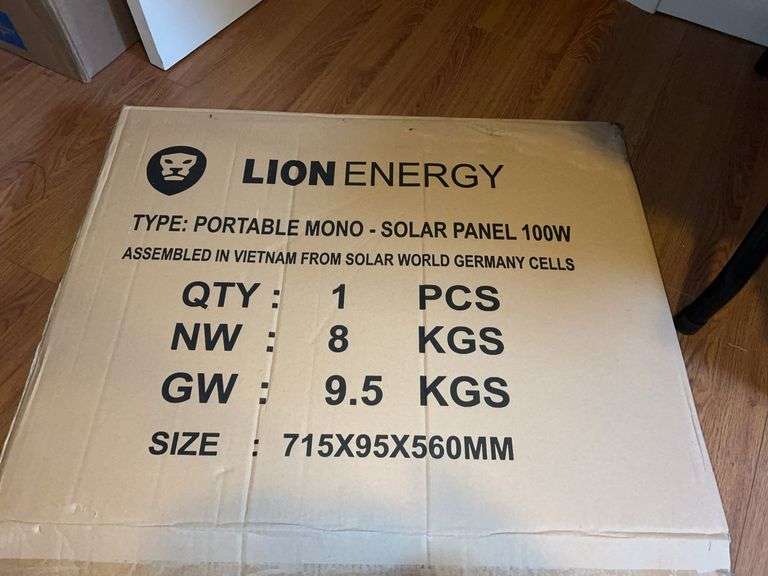 LION ENERGY
TYPE: PORTABLE MONO - SOLAR PANEL 100W
ASSEMBLED IN VIETNAM FROM SOLAR WORLD GERMANY CELLS
QTY : 1 PCS
NW : 8 KGS
GW : 9.5 KGS
SIZE : 715X95X560MM